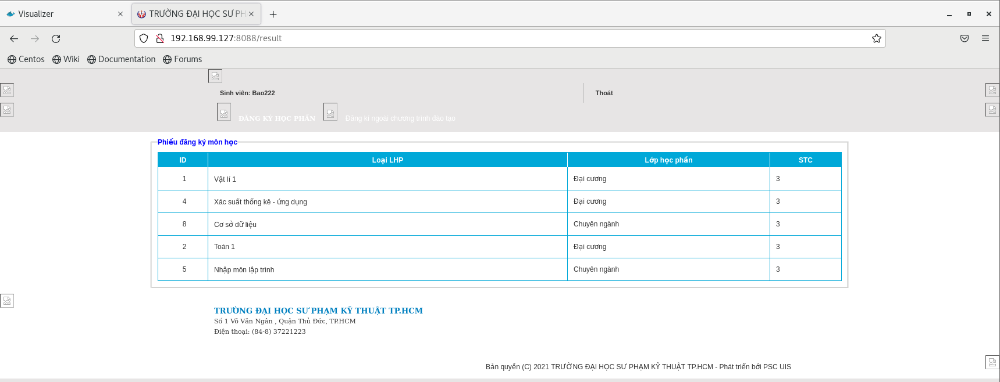 Visualizer
TRƯỜNG ĐẠI HỌC SƯ PH
192.168.99.127:8088/result
Centos Wiki Documentation Forums
Sinh viên: Bao222
Thoát
ĐĂNG KÝ HỌC PHẦN
Đăng kí ngoài chương trình đào tạo
Phiếu đăng ký môn học
ID Loại LHP Lớp học phần STC
1 Vật lí 1 Đại cương 3
4 Xác suất thống kê - ứng dụng Đại cương 3
8 Cơ sở dữ liệu Chuyên ngành 3
2 Toán 1 Đại cương 3
5 Nhập môn lập trình Chuyên ngành 3
TRƯỜNG ĐẠI HỌC SƯ PHẠM KỸ THUẬT TP.HCM
Số 1 Võ Văn Ngân , Quận Thủ Đức, TP.HCM
Điện thoại: (84-8) 37221223
Bản quyền (C) 2021 TRƯỜNG ĐẠI HỌC SƯ PHẠM KỸ THUẬT TP.HCM - Phát triển bởi PSC UIS